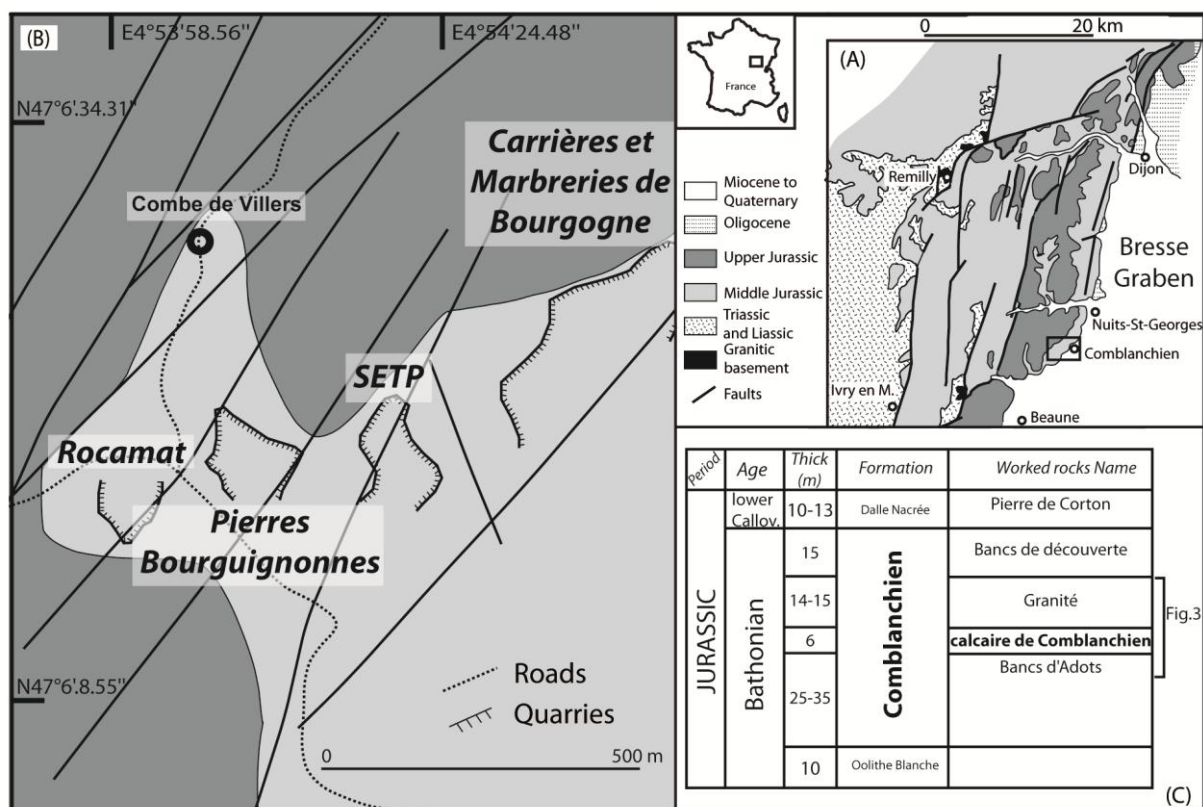 (B)
E4°53'58.56"
E4°54'24.48"
N47°6'.34.31"
Combe de Villers
Carrières et
Marbreries de
Bourgogne
SETP
Rocamat
Pierres
Bourguignonnes
N47°6'.8.55"
Roads
Quarries
0
500 m
France
0
20 km
(A)
Miocene to
Quaternary
Oligocene
Upper Jurassic
Middle Jurassic
Triassic
and Liassic
Granitic
basement
Faults
Remilly
Dijon
Bresse
Graben
Nuits-St-Georges
Comblanchien
Ivry en M.
Beaune
Period
Age
Thick
(m)
Formation
Worked rocks Name
JURASSIC
lower
Callov.
10-13
Dalle Nacrée
Pierre de Corton
Bathonian
15
Comblanchien
Bancs de découverte
14-15
Granité
6
calcaire de Comblanchien
25-35
Bancs d'Adots
10
Oolithe Blanche
Fig.3
(C)